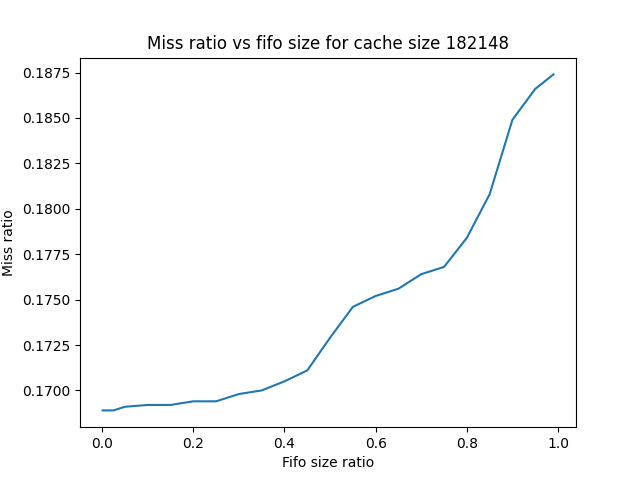 Miss ratio vs fifo size for cache size 182148
0.1875
0.1850
0.1825
0.1800
0.1775
0.1750
0.1725
0.1700
Miss ratio
0.0 0.2 0.4 0.6 0.8 1.0
Fifo size ratio